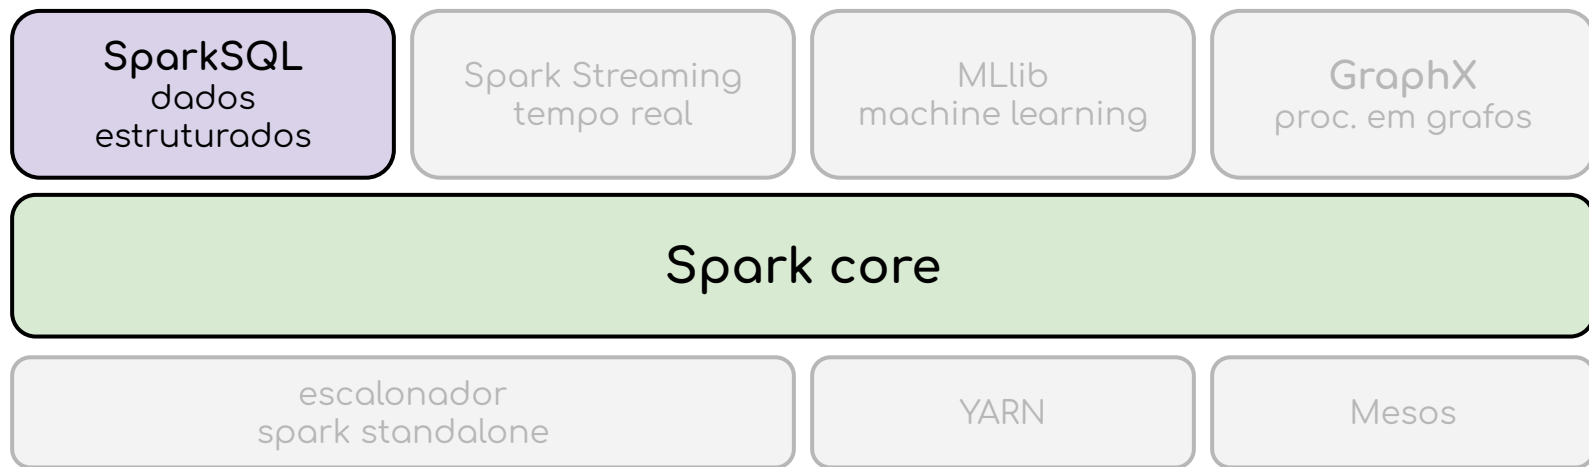 SparkSQL
dados
estruturados
Spark Streaming
tempo real
MLlib
machine learning
GraphX
proc. em grafos
Spark core
escalonador
spark standalone
YARN
Mesos